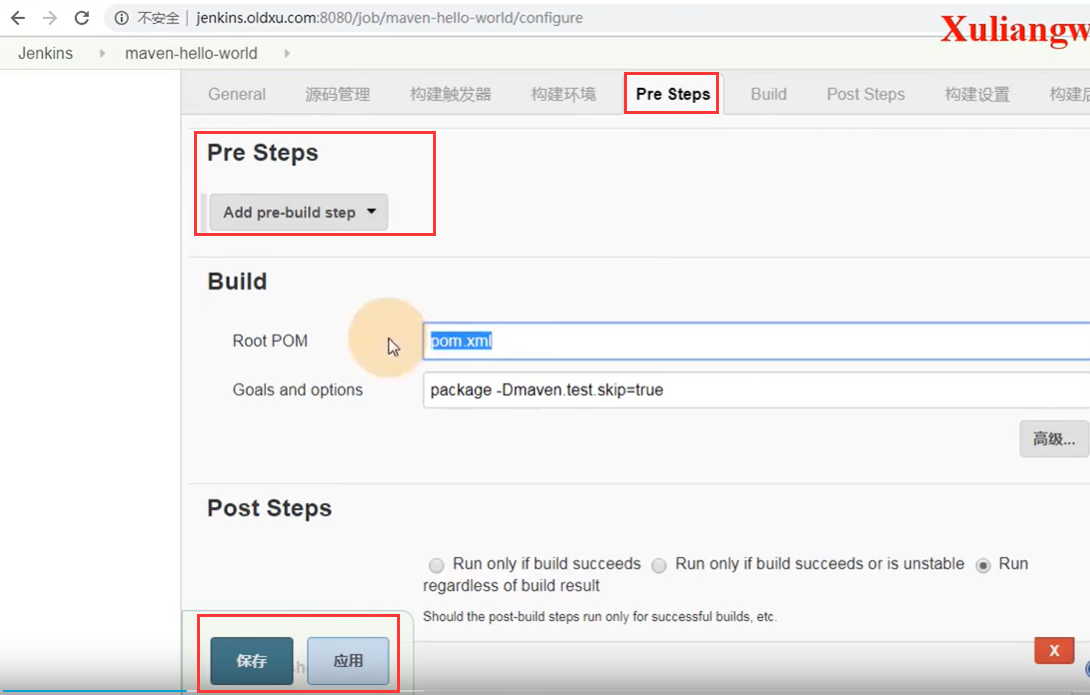 不安全 jenkins.oldxu.com:8080/job/maven-hello-world/configure
Xuliangw
Jenkins maven-hello-world
General 源码管理 构建触发器 构建环境 Pre Steps Build Post Steps 构建设置 构建后
Pre Steps
Add pre-build step
Build
Root POM pom.xml
Goals and options package -Dmaven.test.skip=true
高级...
Post Steps
Run only if build succeeds Run only if build succeeds or is unstable Run
regardless of build result
Should the post-build steps run only for successful builds, etc.
保存 应用
X